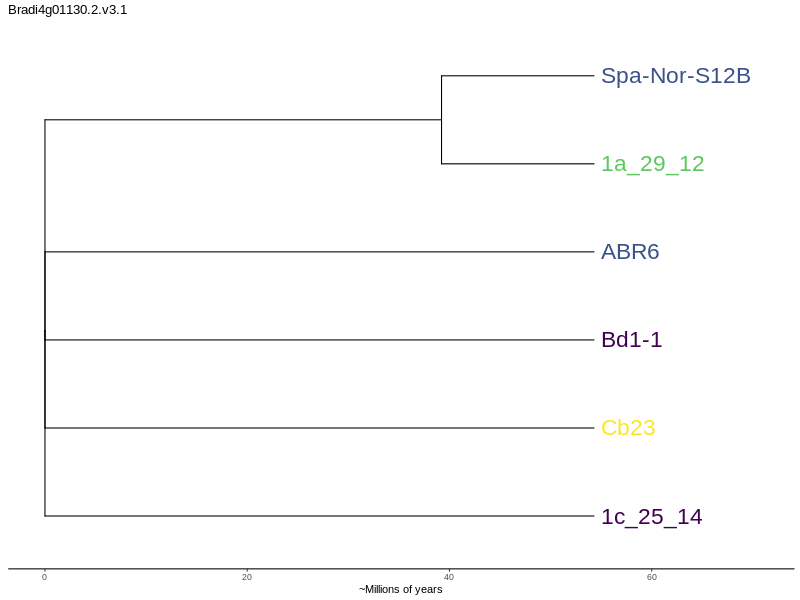 Bradi4g01130.2.v3.1
Spa-Nor-S12B
1a_29_12
ABR6
Bd1-1
Cb23
1c_25_14
0 20 40 60
~Millions of years